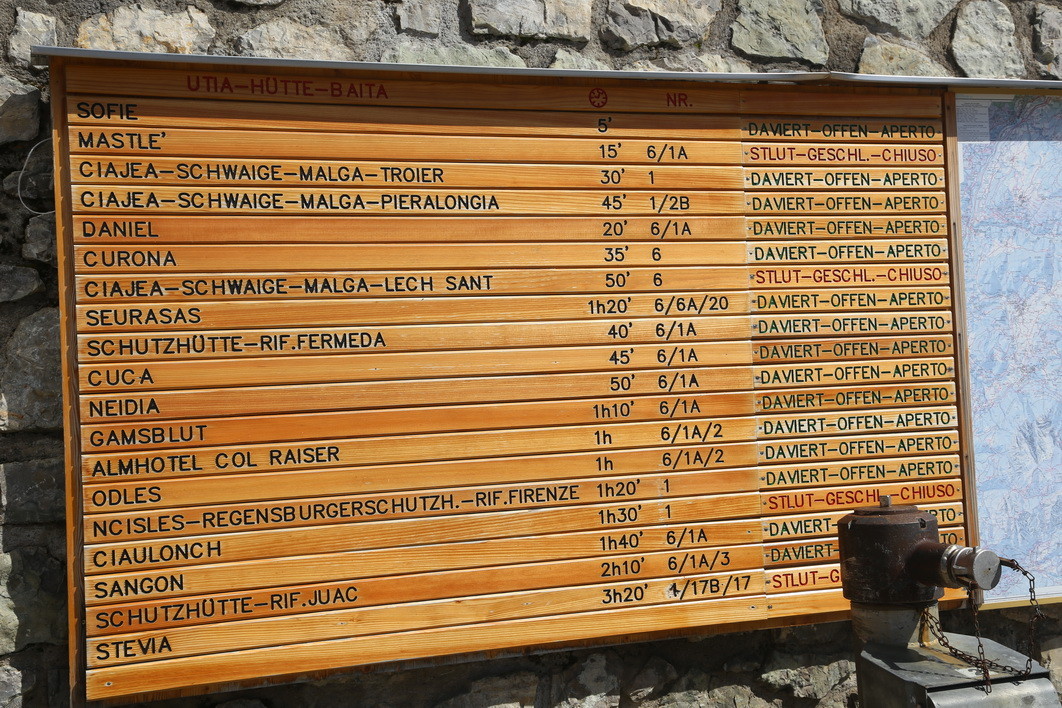 UTIA-HÜTTE-BAITA NR.
SOFIE 5' DAVIERT-OFFEN-APERTO
MASTLE' 15' 6/1A STLUT-GESCHL.-CHIUSO
CIAJEA-SCHWAIGE-MALGA-TROIER 30' 1 DAVIERT-OFFEN-APERTO
CIAJEA-SCHWAIGE-MALGA-PIERALONGIA 45' 1/2B DAVIERT-OFFEN-APERTO
DANIEL 20' 6/1A DAVIERT-OFFEN-APERTO
CURONA 35' 6 DAVIERT-OFFEN-APERTO
CIAJEA-SCHWAIGE-MALGA-LECH SANT 50' 6 STLUT-GESCHL.-CHIUSO
SEURASAS 1h20' 6/6A/20 DAVIERT-OFFEN-APERTO
SCHUTZHÜTTE-RIF.FERMEDA 40' 6/1A DAVIERT-OFFEN-APERTO
CUCA 45' 6/1A DAVIERT-OFFEN-APERTO
NEIDIA 50' 6/1A DAVIERT-OFFEN-APERTO
GAMSBLUT 1h10' 6/1A DAVIERT-OFFEN-APERTO
ALMHOTEL COL RAISER 1h 6/1A/2 DAVIERT-OFFEN-APERTO
ODLES 1h 6/1A/2 DAVIERT-OFFEN-APERTO
NCISLES-REGENSBURGERSCHUTZH.-RIF.FIRENZE 1h20' 1 DAVIERT-OFFEN-APERTO
CIAULONCH 1h30' 1 STLUT-GESCHL.-CHIUSO
SANGON 1h40' 6/1A DAVIERT
SCHUTZHÜTTE-RIF.JUAC 2h10' 6/1A/3 DAVIERT
STEVIA 3h20' STLUT-G